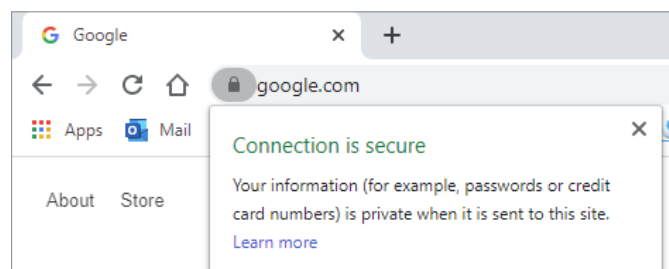 Google
google.com
Apps Mail
Connection is secure
Your information (for example, passwords or credit
card numbers) is private when it is sent to this site.
Learn more
About Store